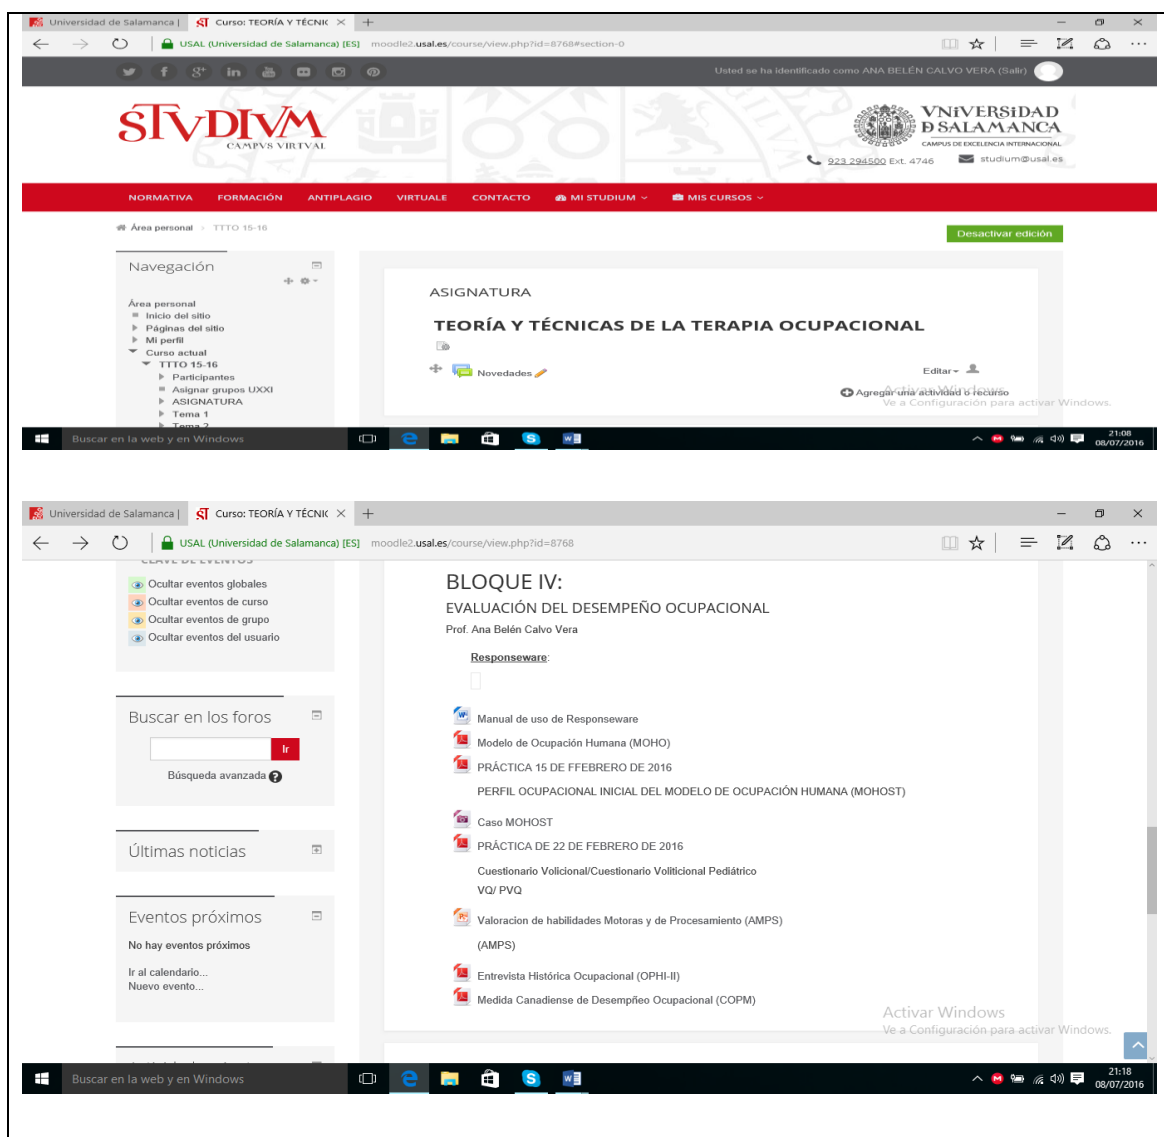 Universidad de Salamanca |
Curso: TEORÍA Y TÉCNIC
USAL (Universidad de Salamanca) [ES] moodle2.usal.es/course/view.php?id=8768#section-0
Usted se ha identificado como ANA BELÉN CALVO VERA (Salir)
STVDIVM
CAMPVS VIRTVAL
VNiVERSiDAD
D SALAMANCA
CAMPUS DE EXCELENCIA INTERNACIONAL
923 294500 Ext. 4746 studium@usal.es
NORMATIVA FORMACIÓN ANTIPLAGIO VIRTUALE CONTACTO MI STUDIUM MIS CURSOS
Área personal > TTTO 15-16
Desactivar edición
Navegación
Área personal
Inicio del sitio
Páginas del sitio
Mi perfil
Curso actual
TTTO 15-16
Participantes
Asignar grupos UXXI
ASIGNATURA
Tema 1
Tema 2
ASIGNATURA
TEORÍA Y TÉCNICAS DE LA TERAPIA OCUPACIONAL
Novedades
Editar
Agregar una actividad o recurso
Activar Windows
Ve a Configuración para activar Windows.
Buscar en la web y en Windows
21:08
08/07/2016
Universidad de Salamanca |
Curso: TEORÍA Y TÉCNIC
USAL (Universidad de Salamanca) [ES] moodle2.usal.es/course/view.php?id=8768
CLAVE DE EVENTOS
Ocultar eventos globales
Ocultar eventos de curso
Ocultar eventos de grupo
Ocultar eventos del usuario
Buscar en los foros
Ir
Búsqueda avanzada
Últimas noticias
Eventos próximos
No hay eventos próximos
Ir al calendario...
Nuevo evento...
BLOQUE IV:
EVALUACIÓN DEL DESEMPEÑO OCUPACIONAL
Prof. Ana Belén Calvo Vera
Responseware:
Manual de uso de Responseware
Modelo de Ocupación Humana (MOHO)
PRÁCTICA 15 DE FFEBRERO DE 2016
PERFIL OCUPACIONAL INICIAL DEL MODELO DE OCUPACIÓN HUMANA (MOHOST)
Caso MOHOST
PRÁCTICA DE 22 DE FEBRERO DE 2016
Cuestionario Volicional/Cuestionario Voliticional Pediátrico
VQ/ PVQ
Valoracion de habilidades Motoras y de Procesamiento (AMPS)
(AMPS)
Entrevista Histórica Ocupacional (OPHI-II)
Medida Canadiense de Desempñeo Ocupacional (COPM)
Activar Windows
Ve a Configuración para activar Windows.
Buscar en la web y en Windows
21:18
08/07/2016